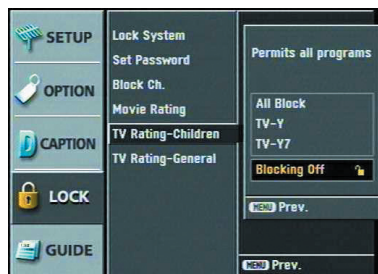 SETUP
OPTION
CAPTION
LOCK
GUIDE
Lock System
Set Password
Block Ch.
Movie Rating
TV Rating-Children
TV Rating-General
Permits all programs
All Block
TV-Y
TV-Y7
Blocking Off
MENU Prev.
MENU Prev.